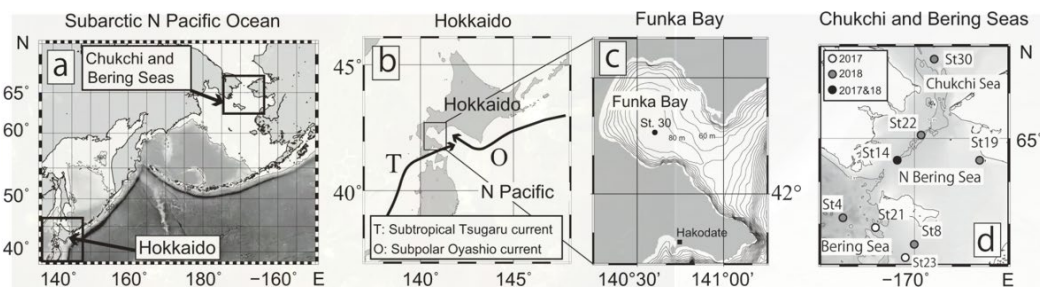 Subarctic N Pacific Ocean
N
a
Chukchi and
Bering Seas
65°
60°
50°
40°
Hokkaido
140
160
180
-160°
E
Hokkaido
b
45°
Hokkaido
T
O
40°
N Pacific
T: Subtropical Tsugaru current
O: Subpolar Oyashio current
140°
145°
Funka Bay
c
Funka Bay
St. 30
80 m
60 m
42°
Hakodate
140°30
141°00
Chukchi and Bering Seas
N
2017
2018
2017&18
St30
Chukchi Sea
St22
65°
St14
St19
N Bering Sea
St4
St21
Bering Sea
St8
d
St23
-170°
E